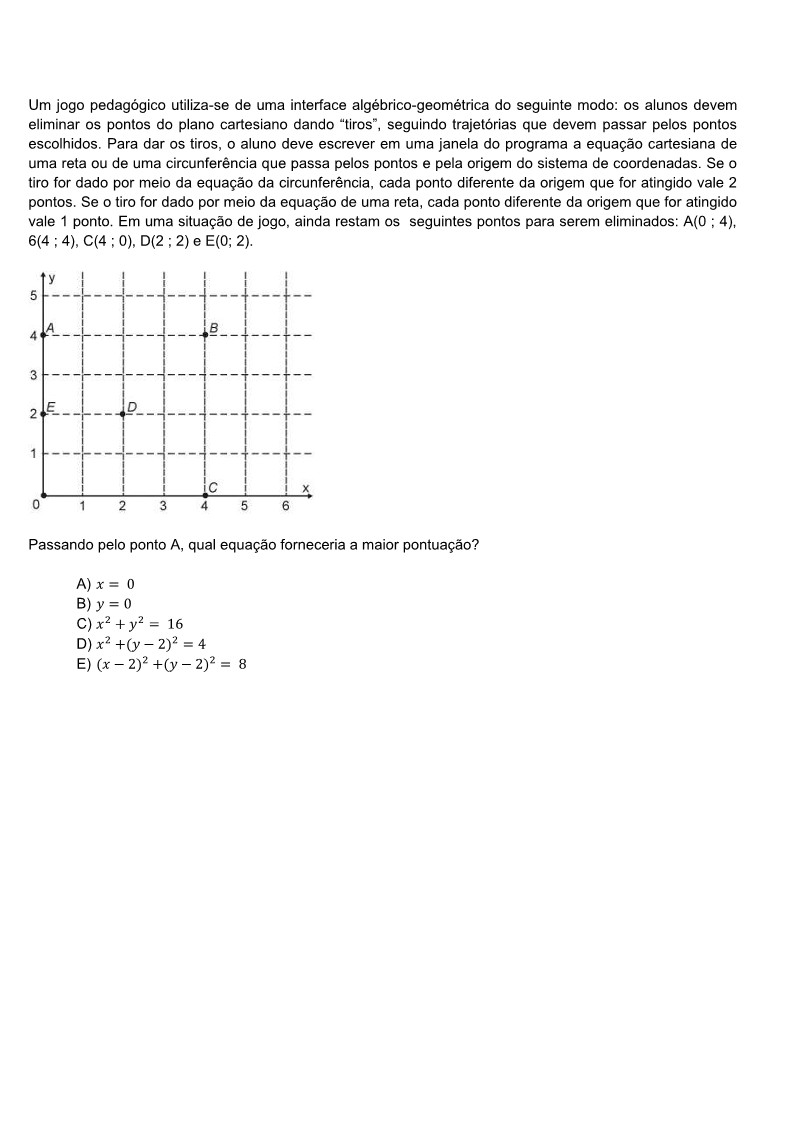 Um jogo pedagógico utiliza-se de uma interface algébrico-geométrica do seguinte modo: os alunos devem
eliminar os pontos do plano cartesiano dando “tiros”, seguindo trajetórias que devem passar pelos pontos
escolhidos. Para dar os tiros, o aluno deve escrever em uma janela do programa a equação cartesiana de
uma reta ou de uma circunferência que passa pelos pontos e pela origem do sistema de coordenadas. Se o
tiro for dado por meio da equação da circunferência, cada ponto diferente da origem que for atingido vale 2
pontos. Se o tiro for dado por meio da equação de uma reta, cada ponto diferente da origem que for atingido
vale 1 ponto. Em uma situação de jogo, ainda restam os  seguintes pontos para serem eliminados: A(0 ; 4),
6(4 ; 4), C(4 ; 0), D(2 ; 2) e E(0; 2).
y
5
4 A B
3
2 E D
1
C x
0 1 2 3 4 5 6
Passando pelo ponto A, qual equação forneceria a maior pontuação?
A) x = 0
B) y = 0
C) x² + y² = 16
D) x² +(y − 2)² = 4
E) (x − 2)² +(y − 2)² = 8